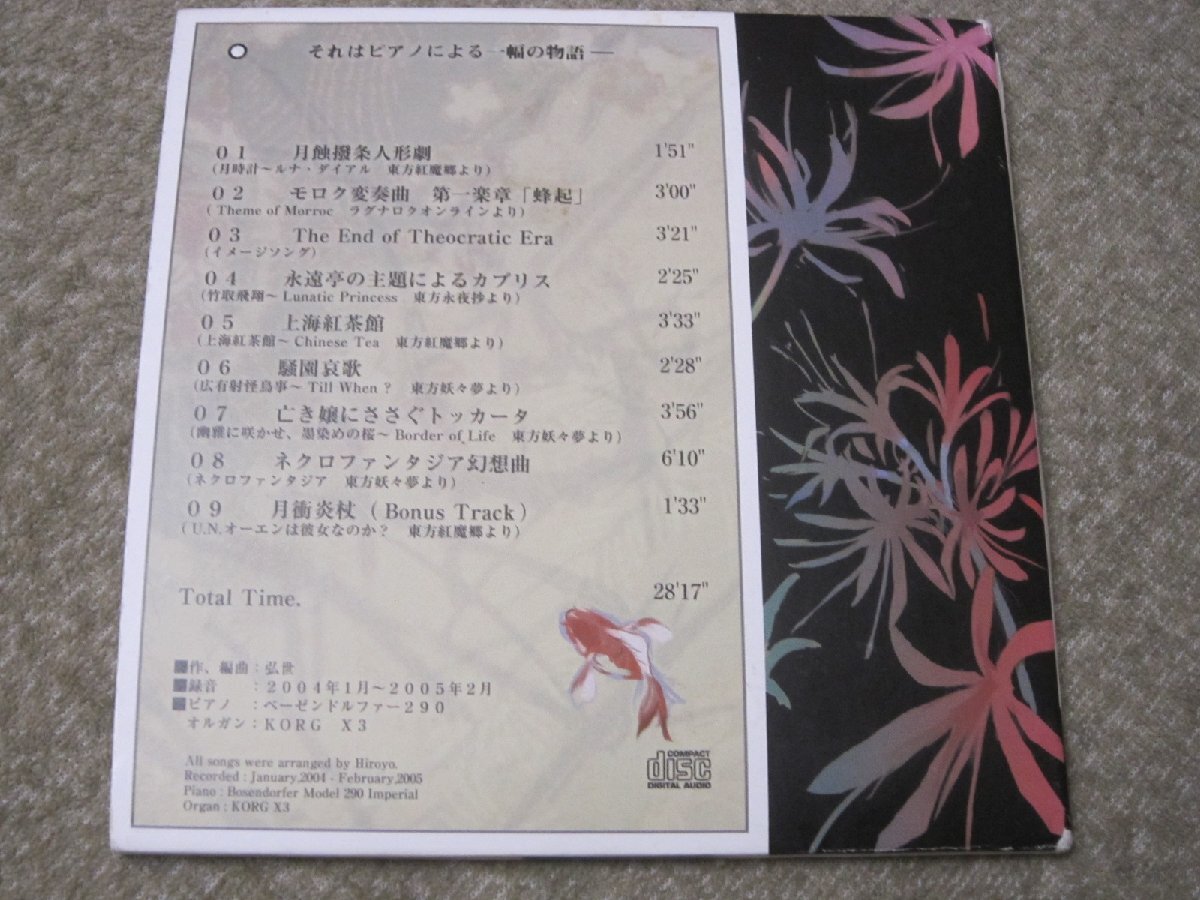 それはピアノによる一幅の物語―
01 月蝕撥条人形劇 1'51"
(月時計～ルナ・ダイアル 東方紅魔郷より)
02 モロク変奏曲 第一楽章「蜂起」 3'00"
(Theme of Morroc ラグナロクオンラインより)
03 The End of Theocratic Era 3'21"
(イメージソング)
04 永遠亭の主題によるカプリス 2'25"
(竹取飛翔～Lunatic Princess 東方永夜抄より)
05 上海紅茶館 3'33"
(上海紅茶館～Chinese Tea 東方紅魔郷より)
06 騒園哀歌 2'28"
(広有射怪鳥事～Till When? 東方妖々夢より)
07 亡き嬢にささぐトッカータ 3'56"
(幽雅に咲かせ、墨染めの桜～Border of Life 東方妖々夢より)
08 ネクロファンタジア幻想曲 6'10"
(ネクロファンタジア 東方妖々夢より)
09 月衝炎杖(Bonus Track) 1'33"
(U.N.オーエンは彼女なのか? 東方紅魔郷より)
Total Time. 28'17"
■作、編曲:弘世
■録音 :2004年1月～2005年2月
■ピアノ :ベーゼンドルファー290
オルガン:KORG X3
All songs were arranged by Hiroyo.
Recorded : January,2004 - February,2005
Piano : Bosendorfer Model 290 Imperial
Organ : KORG X3
COMPACT
disc
DIGITAL AUDIO